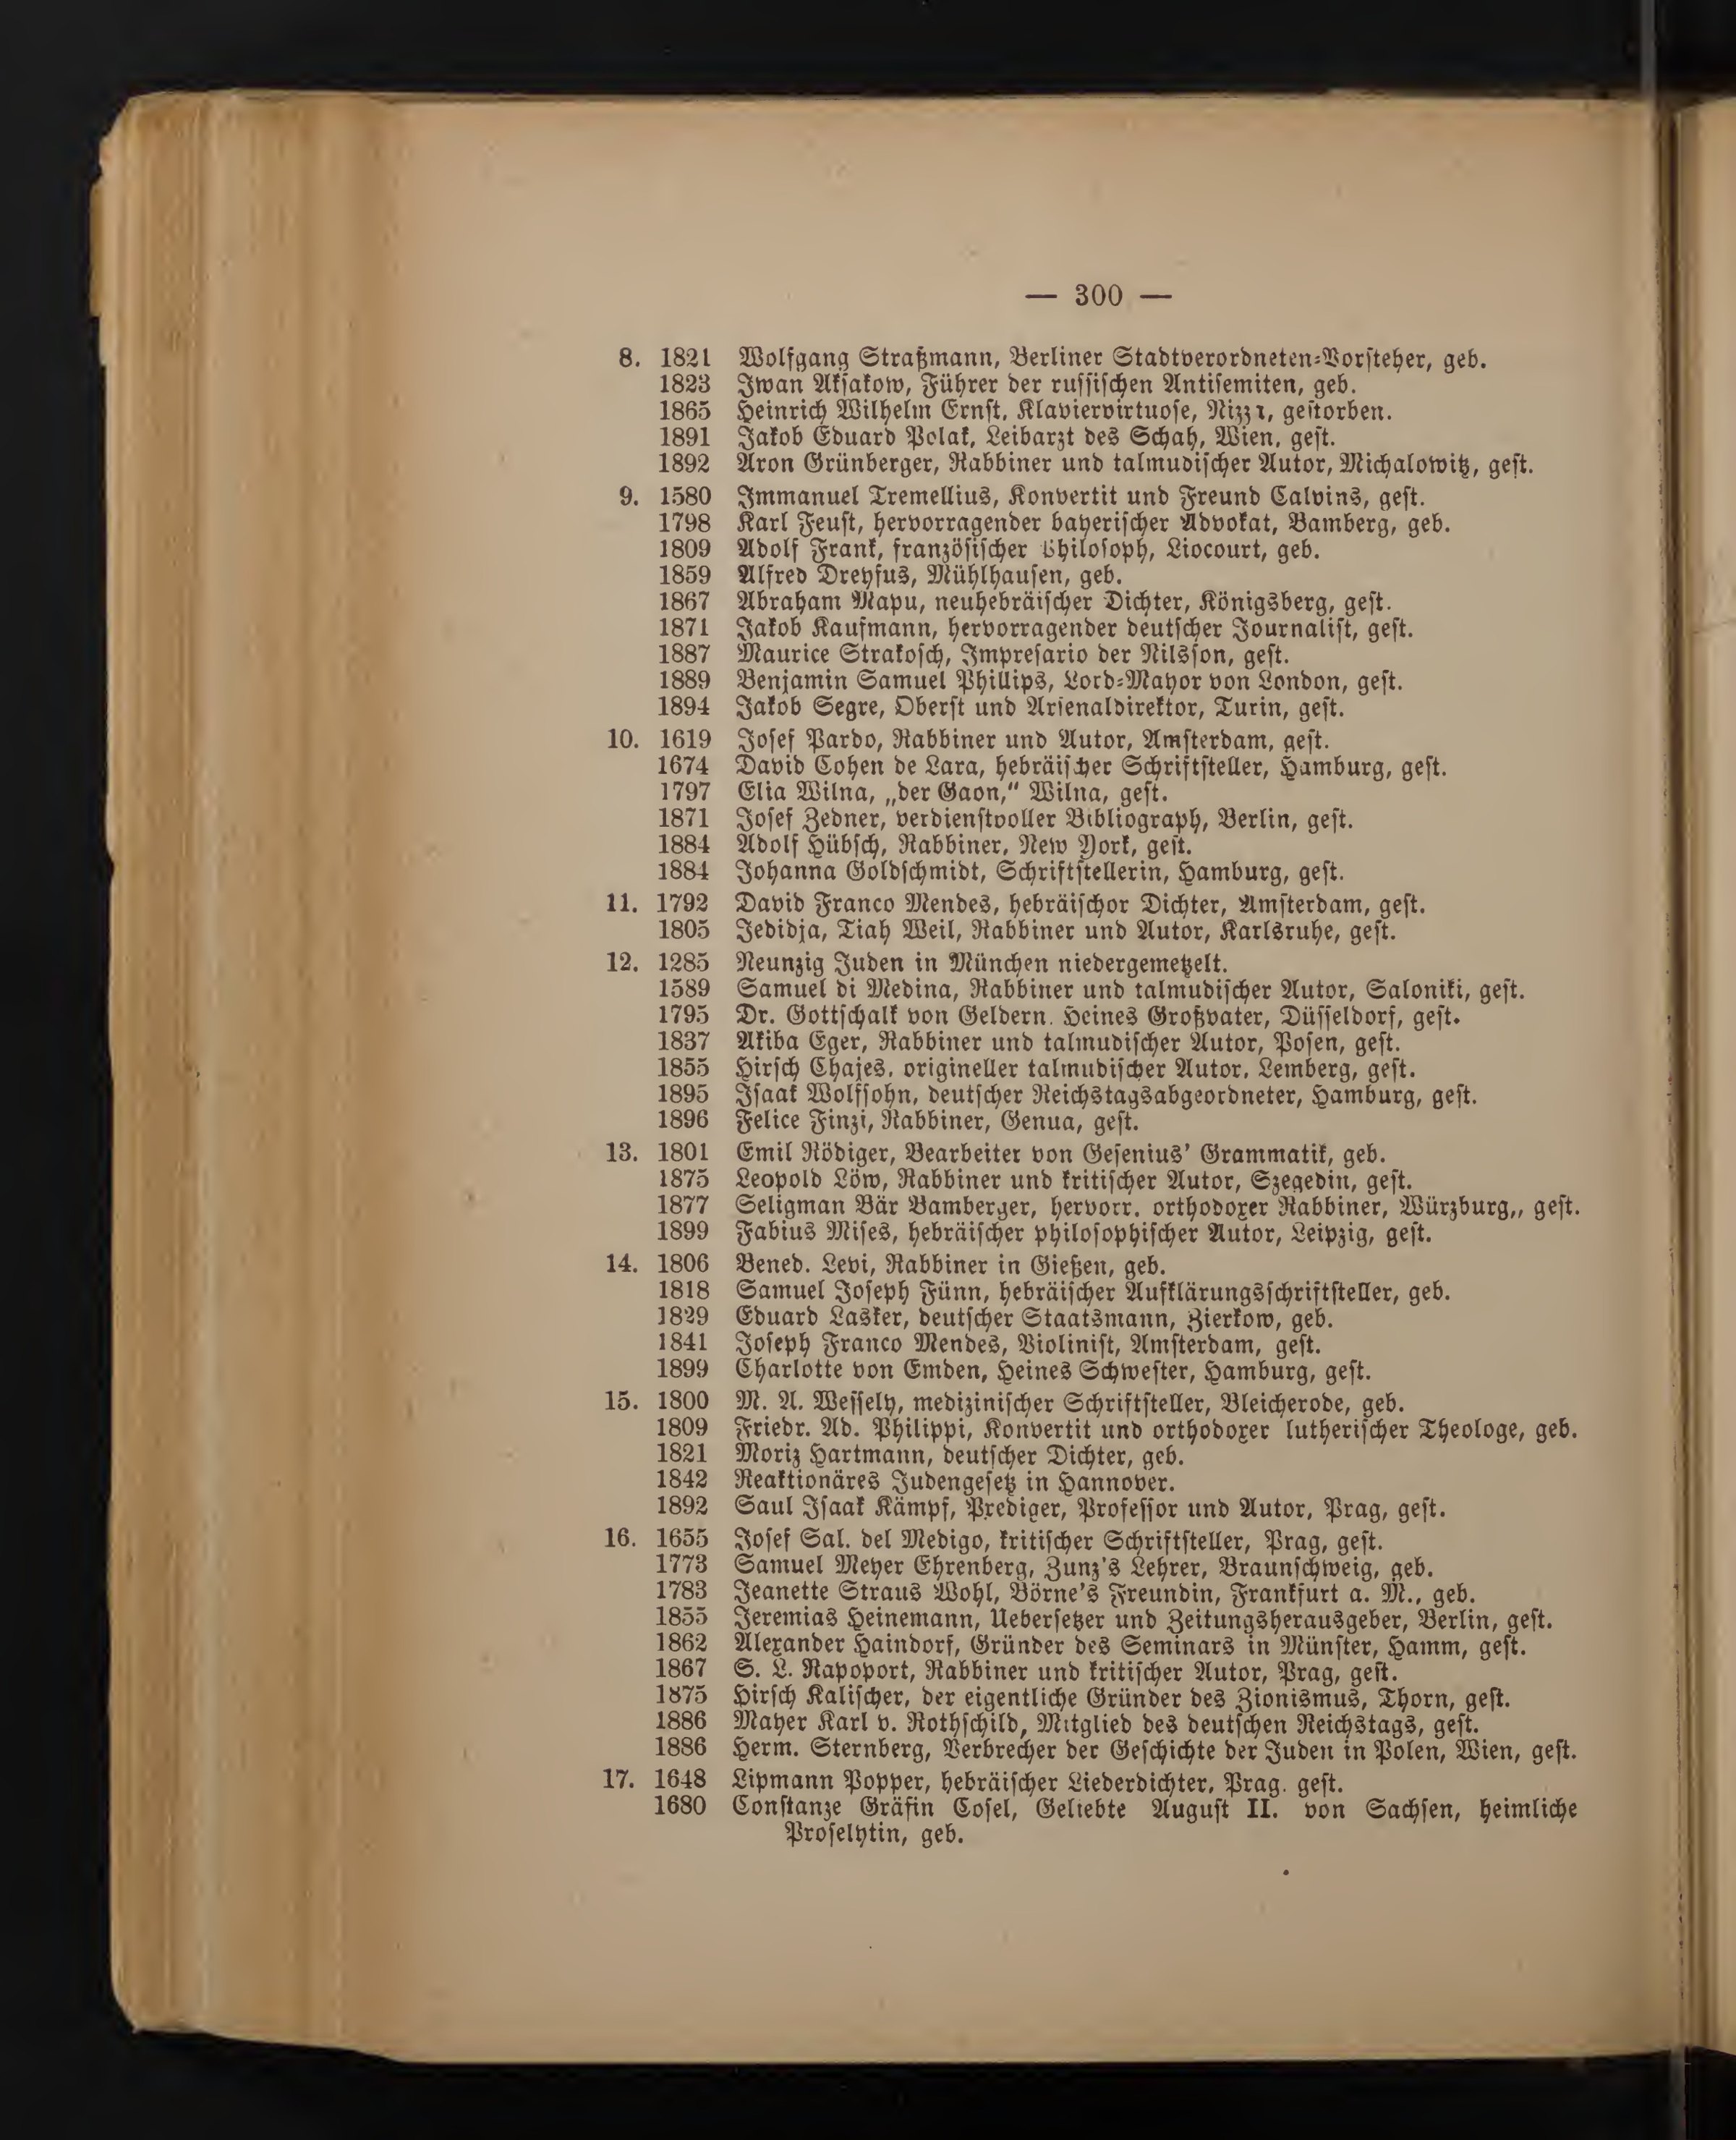 — 300 —
8. 1821 Wolfgang Straßmann, Berliner Stadtverordneten-Vorsteher, geb.
1823 Iwan Aksakow, Führer der russischen Antisemiten, geb.
1865 Heinrich Wilhelm Ernst, Klaviervirtuose, Nizza, gestorben.
1891 Jakob Eduard Polak, Leibarzt des Schah, Wien, gest.
1892 Aron Grünberger, Rabbiner und talmudischer Autor, Michalowitz, gest.
9. 1580 Immanuel Tremellius, Konvertit und Freund Calvins, gest.
1798 Karl Feust, hervorragender bayerischer Advokat, Bamberg, geb.
1809 Adolf Frank, französischer Philosoph, Liocourt, geb.
1859 Alfred Dreyfus, Mühlhausen, geb.
1867 Abraham Mapu, neuhebräischer Dichter, Königsberg, gest.
1871 Jakob Kaufmann, hervorragender deutscher Journalist, gest.
1887 Maurice Strakosch, Impresario der Nilsson, gest.
1889 Benjamin Samuel Phillips, Lord-Mayor von London, gest.
1894 Jakob Segre, Oberst und Arsenaldirektor, Turin, gest.
10. 1619 Josef Pardo, Rabbiner und Autor, Amsterdam, gest.
1674 David Cohen de Lara, hebräischer Schriftsteller, Hamburg, gest.
1797 Elia Wilna, „der Gaon,“ Wilna, gest.
1871 Josef Zedner, verdienstvoller Bibliograph, Berlin, gest.
1884 Adolf Hübsch, Rabbiner, New York, gest.
1884 Johanna Goldschmidt, Schriftstellerin, Hamburg, gest.
11. 1792 David Franco Mendes, hebräischor Dichter, Amsterdam, gest.
1805 Jedidja, Tiah Weil, Rabbiner und Autor, Karlsruhe, gest.
12. 1285 Neunzig Juden in München niedergemetzelt.
1589 Samuel di Medina, Rabbiner und talmudischer Autor, Saloniki, gest.
1795 Dr. Gottschalk von Geldern. Heines Großvater, Düsseldorf, gest.
1837 Akiba Eger, Rabbiner und talmudischer Autor, Posen, gest.
1855 Hirsch Chajes, origineller talmudischer Autor, Lemberg, gest.
1895 Isaak Wolffsohn, deutscher Reichstagsabgeordneter, Hamburg, gest.
1896 Felice Finzi, Rabbiner, Genua, gest.
13. 1801 Emil Rödiger, Bearbeiter von Gesenius' Grammatik, geb.
1875 Leopold Löw, Rabbiner und kritischer Autor, Szegedin, gest.
1877 Seligman Bär Bamberger, hervorr. orthodoxer Rabbiner, Würzburg,, gest.
1899 Fabius Mises, hebräischer philosophischer Autor, Leipzig, gest.
14. 1806 Bened. Levi, Rabbiner in Gießen, geb.
1818 Samuel Joseph Fünn, hebräischer Aufklärungsschriftsteller, geb.
1829 Eduard Lasker, deutscher Staatsmann, Zierkow, geb.
1841 Joseph Franco Mendes, Violinist, Amsterdam, gest.
1899 Charlotte von Emben, Heines Schwester, Hamburg, gest.
15. 1800 M. A. Wessely, medizinischer Schriftsteller, Bleicherode, geb.
1809 Friedr. Ad. Philippi, Konvertit und orthodoxer lutherischer Theologe, geb.
1821 Moriz Hartmann, deutscher Dichter, geb.
1842 Reaktionäres Judengesetz in Hannover.
1892 Saul Isaak Kämpf, Prediger, Professor und Autor, Prag, gest.
16. 1655 Josef Sal. del Medigo, kritischer Schriftsteller, Prag, gest.
1773 Samuel Meyer Ehrenberg, Zunz's Lehrer, Braunschweig, geb.
1783 Jeanette Straus Wohl, Börne's Freundin, Frankfurt a. M., geb.
1855 Jeremias Heinemann, Uebersetzer und Zeitungsherausgeber, Berlin, gest.
1862 Alexander Haindorf, Gründer des Seminars in Münster, Hamm, gest.
1867 S. L. Rapoport, Rabbiner und kritischer Autor, Prag, gest.
1875 Hirsch Kalischer, der eigentliche Gründer des Zionismus, Thorn, gest.
1886 Mayer Karl v. Rothschild, Mitglied des deutschen Reichstags, gest.
1886 Herm. Sternberg, Verbrecher der Geschichte der Juden in Polen, Wien, gest.
17. 1648 Lipmann Popper, hebräischer Liederdichter, Prag. gest.
1680 Constanze Gräfin Cosel, Geliebte August II. von Sachsen, heimliche
Proselytin, geb.